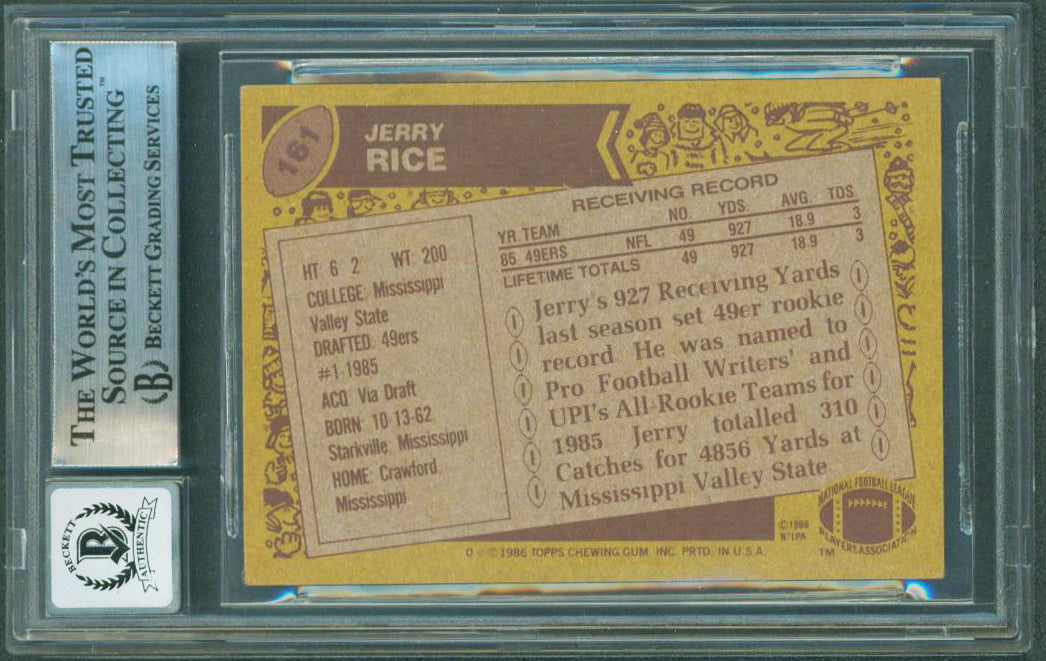 THE WORLD'S MOST TRUSTED™
SOURCE IN COLLECTING
(B) BECKETT GRADING SERVICES
BECKETT
B
AUTHENTIC
161
JERRY
RICE
HT 6 2 WT 200
COLLEGE: Mississippi
Valley State
DRAFTED: 49ers
#1-1985
ACQ: Via Draft
BORN: 10-13-62
Starkville, Mississippi
HOME: Crawford,
Mississippi
RECEIVING RECORD
YR TEAM NO. YDS. AVG. TDS
85 49ERS NFL 49 927 18.9 3
LIFETIME TOTALS 49 927 18.9 3
Jerry's 927 Receiving Yards
last season set 49er rookie
record. He was named to
Pro Football Writers' and
UPI's All-Rookie Teams for
1985. Jerry totalled 310
Catches for 4856 Yards at
Mississippi Valley State.
©1986
NFLPA
NATIONAL FOOTBALL LEAGUE
PLAYERS ASSOCIATION
TM
D © 1986 TOPPS CHEWING GUM, INC. PRTD. IN U.S.A.